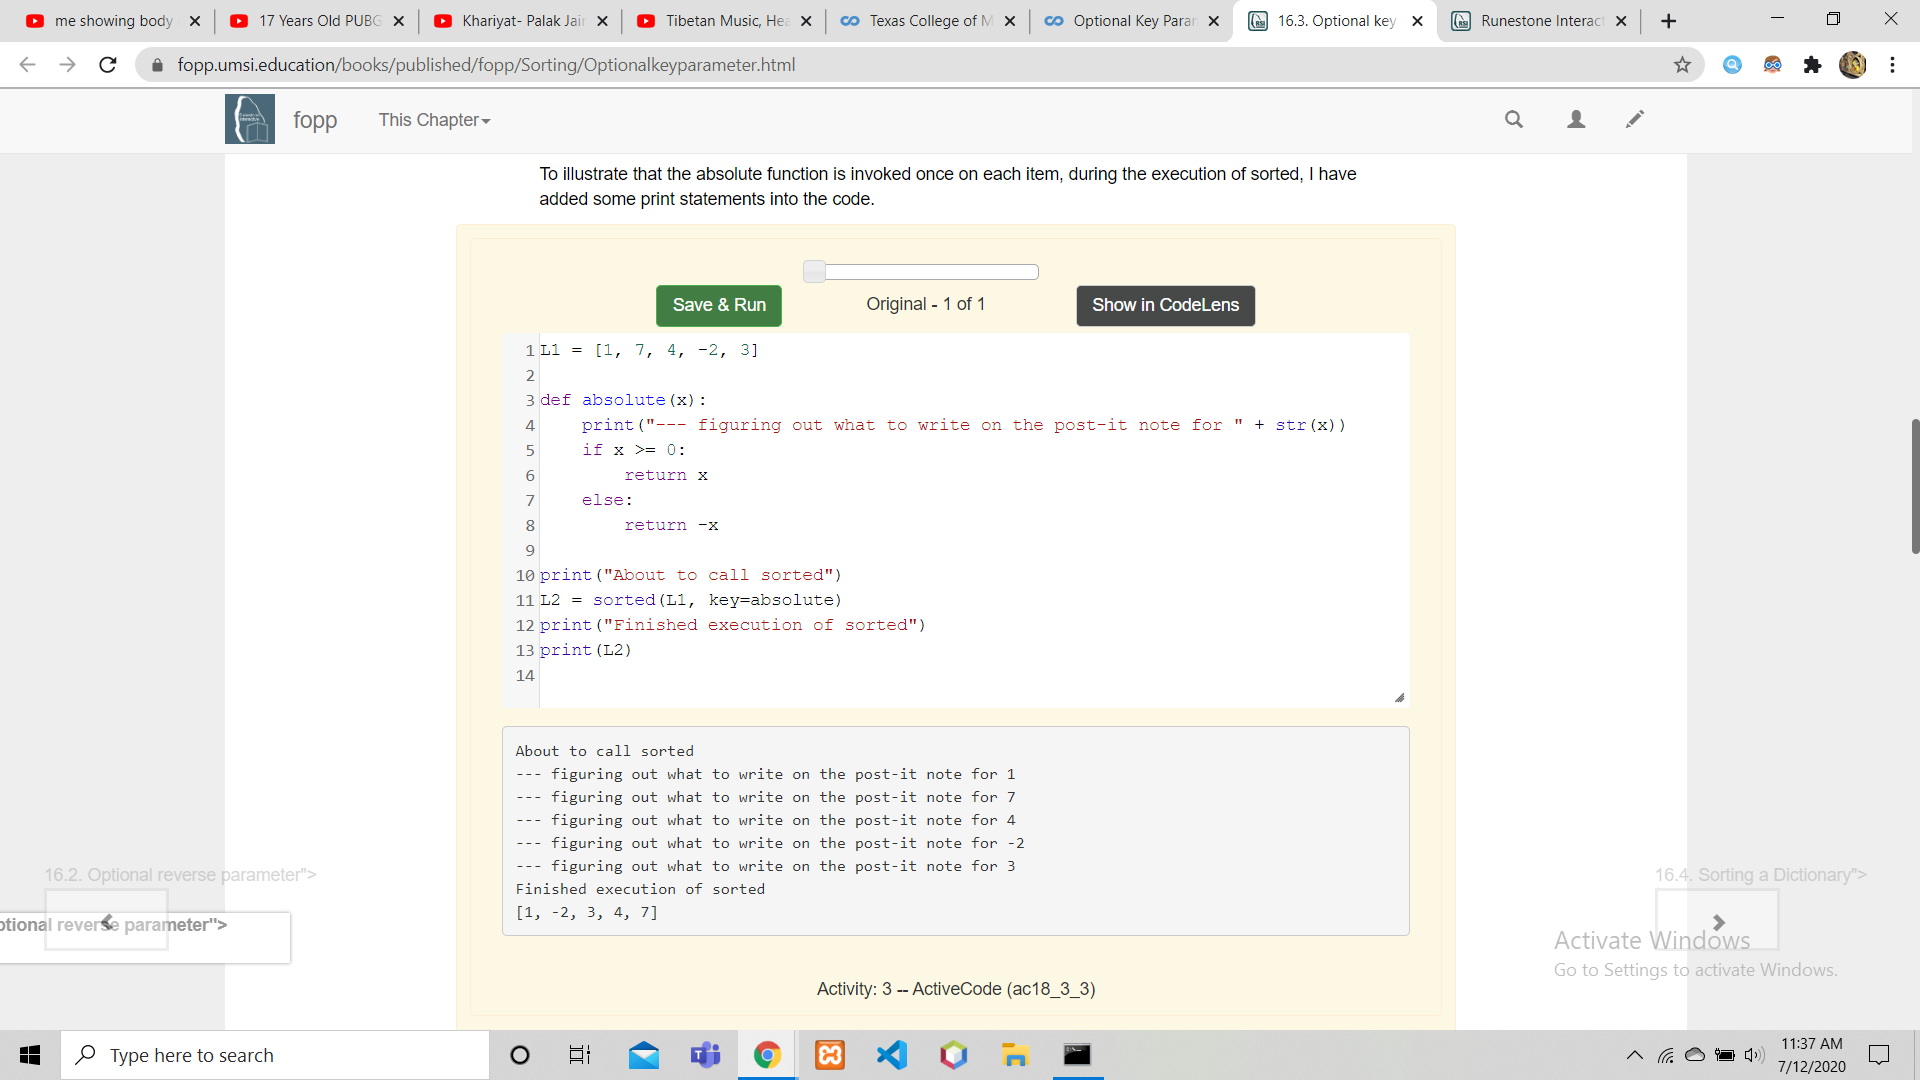 me showing body
17 Years Old PUBG
Khariyat- Palak Jain
Tibetan Music, Hea
Texas College of M
Optional Key Param
16.3. Optional key
Runestone Interact
fopp.umsi.education/books/published/fopp/Sorting/Optionalkeyparameter.html
fopp
This Chapter
To illustrate that the absolute function is invoked once on each item, during the execution of sorted, I have
added some print statements into the code.
Save & Run
Original - 1 of 1
Show in CodeLens
1 L1 = [1, 7, 4, -2, 3]
2
3 def absolute(x):
4     print("--- figuring out what to write on the post-it note for " + str(x))
5     if x >= 0:
6         return x
7     else:
8         return -x
9
10 print("About to call sorted")
11 L2 = sorted(L1, key=absolute)
12 print("Finished execution of sorted")
13 print(L2)
14
About to call sorted
--- figuring out what to write on the post-it note for 1
--- figuring out what to write on the post-it note for 7
--- figuring out what to write on the post-it note for 4
--- figuring out what to write on the post-it note for -2
--- figuring out what to write on the post-it note for 3
Finished execution of sorted
[1, -2, 3, 4, 7]
16.2. Optional reverse parameter">
ptional reverse parameter">
16.4. Sorting a Dictionary">
Activate Windows
Go to Settings to activate Windows.
Activity: 3 -- ActiveCode (ac18_3_3)
Type here to search
11:37 AM
7/12/2020